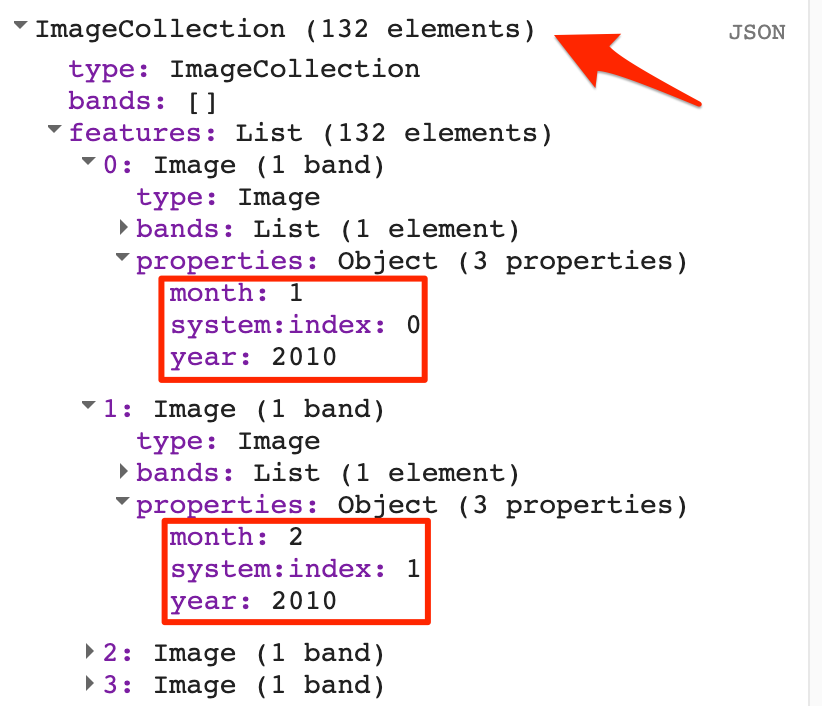 ImageCollection (132 elements)
JSON
type: ImageCollection
bands: []
features: List (132 elements)
0: Image (1 band)
type: Image
bands: List (1 element)
properties: Object (3 properties)
month: 1
system:index: 0
year: 2010
1: Image (1 band)
type: Image
bands: List (1 element)
properties: Object (3 properties)
month: 2
system:index: 1
year: 2010
2: Image (1 band)
3: Image (1 band)